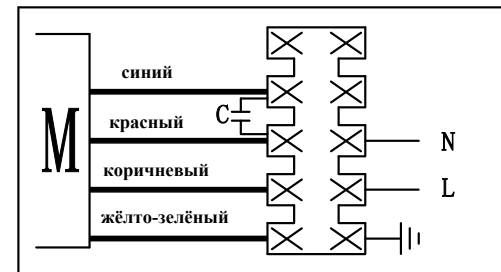 синий
C
красный
N
M
коричневый
L
жёлто-зелёный